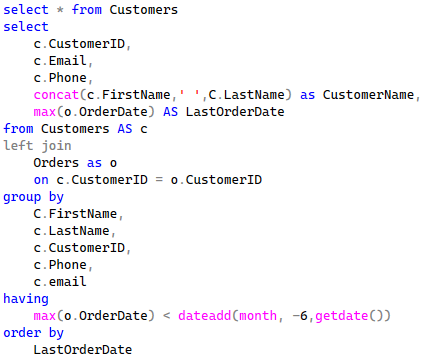 select * from Customers
select
c.CustomerID,
c.Email,
c.Phone,
concat(c.FirstName,' ',C.LastName) as CustomerName,
max(o.OrderDate) AS LastOrderDate
from Customers AS c
left join
Orders as o
on c.CustomerID = o.CustomerID
group by
C.FirstName,
c.LastName,
c.CustomerID,
c.Phone,
c.email
having
max(o.OrderDate) < dateadd(month, -6,getdate())
order by
LastOrderDate